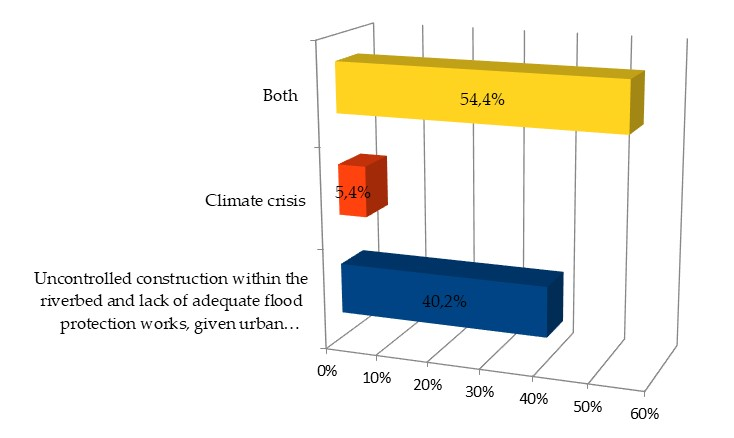 Both
54,4%
Climate crisis
5,4%
Uncontrolled construction within the
riverbed and lack of adequate flood
protection works, given urban…
40,2%
0%
10%
20%
30%
40%
50%
60%